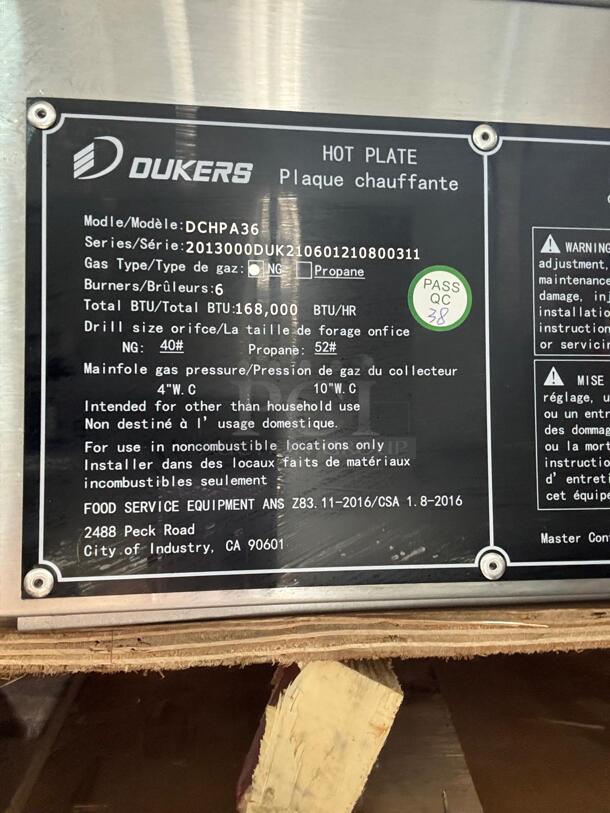 DUKERS
HOT PLATE
Plaque chauffante
Modle/Modèle:DCHPA36
Series/Série:2013000DUK210601210800311
Gas Type/Type de gaz: NG Propane
Burners/Brûleurs:6
Total BTU/Total BTU:168,000 BTU/HR
Drill size orifce/La taille de forage onfice
NG: 40# Propane: 52#
Mainfole gas pressure/Pression de gaz du collecteur
4"W.C 10"W.C
Intended for other than household use
Non destiné à l' usage domestique.
For use in noncombustible locations only
Installer dans des locaux faits de matériaux
incombustibles seulement
FOOD SERVICE EQUIPMENT ANS Z83.11-2016/CSA 1.8-2016
2488 Peck Road
City of Industry, CA 90601
PASS
QC
38
WARNING
adjustment,
maintenance
damage, inj
installatio
instruction
or servicin
MISE
réglage, u
ou un entr
des dommag
ou la mort
instructio
d' entreti
cet équipe
Master Con